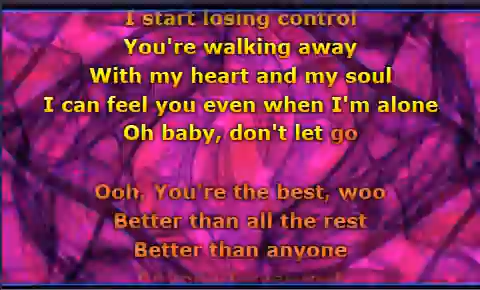 I start losing control
You're walking away
With my heart and my soul
I can feel you even when I'm alone
Oh baby, don't let go
Ooh, You're the best, woo
Better than all the rest
Better than anyone